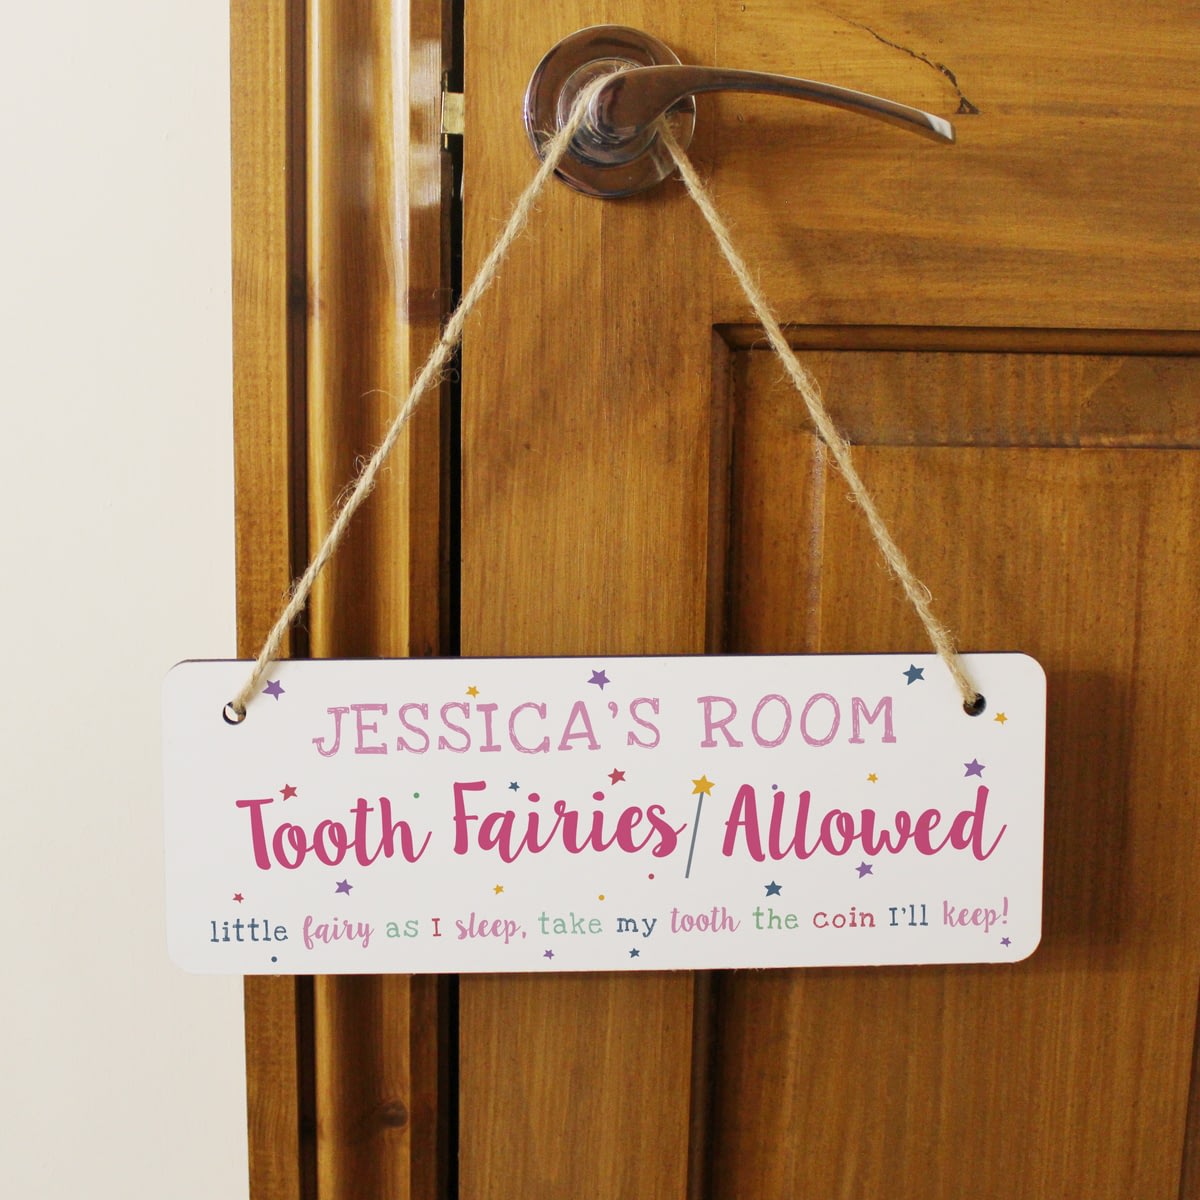 JESSICA'S ROOM
Tooth Fairies Allowed
little fairy as I sleep, take my tooth the coin I'll keep!